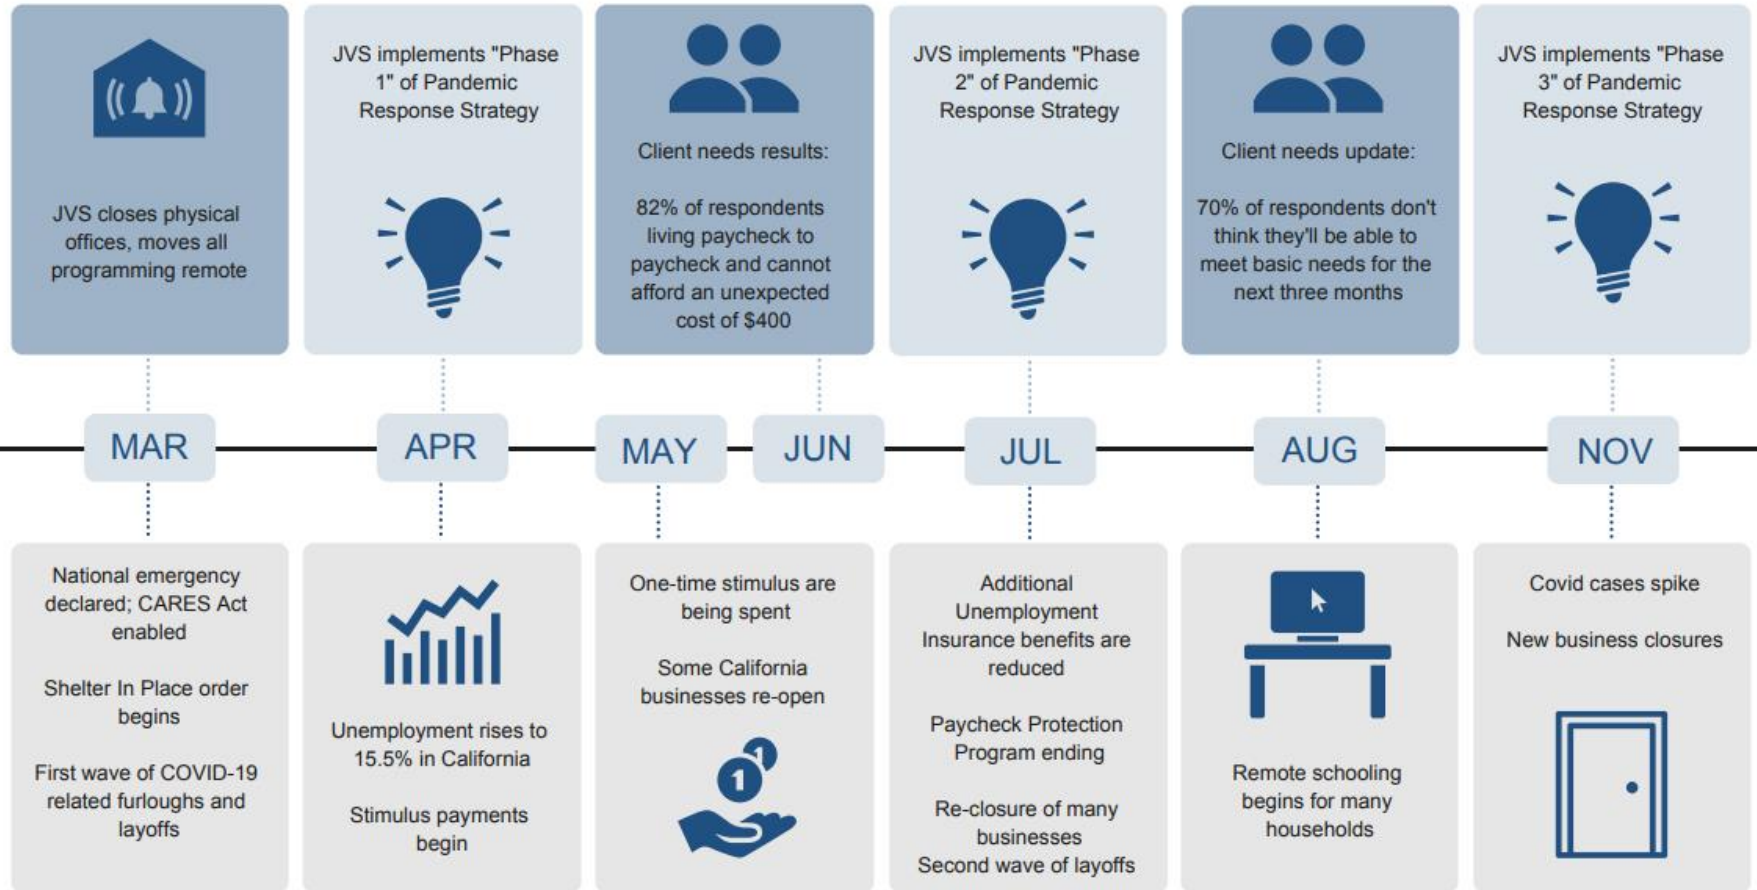 JVS closes physical
offices, moves all
programming remote
JVS implements "Phase
1" of Pandemic
Response Strategy
Client needs results:
82% of respondents
living paycheck to
paycheck and cannot
afford an unexpected
cost of $400
JVS implements "Phase
2" of Pandemic
Response Strategy
Client needs update:
70% of respondents don't
think they'll be able to
meet basic needs for the
next three months
JVS implements "Phase
3" of Pandemic
Response Strategy
MAR
APR
MAY
JUN
JUL
AUG
NOV
National emergency
declared; CARES Act
enabled
Shelter In Place order
begins
First wave of COVID-19
related furloughs and
layoffs
Unemployment rises to
15.5% in California
Stimulus payments
begin
One-time stimulus are
being spent
Some California
businesses re-open
1
1
Additional
Unemployment
Insurance benefits are
reduced
Paycheck Protection
Program ending
Re-closure of many
businesses
Second wave of layoffs
Remote schooling
begins for many
households
Covid cases spike
New business closures